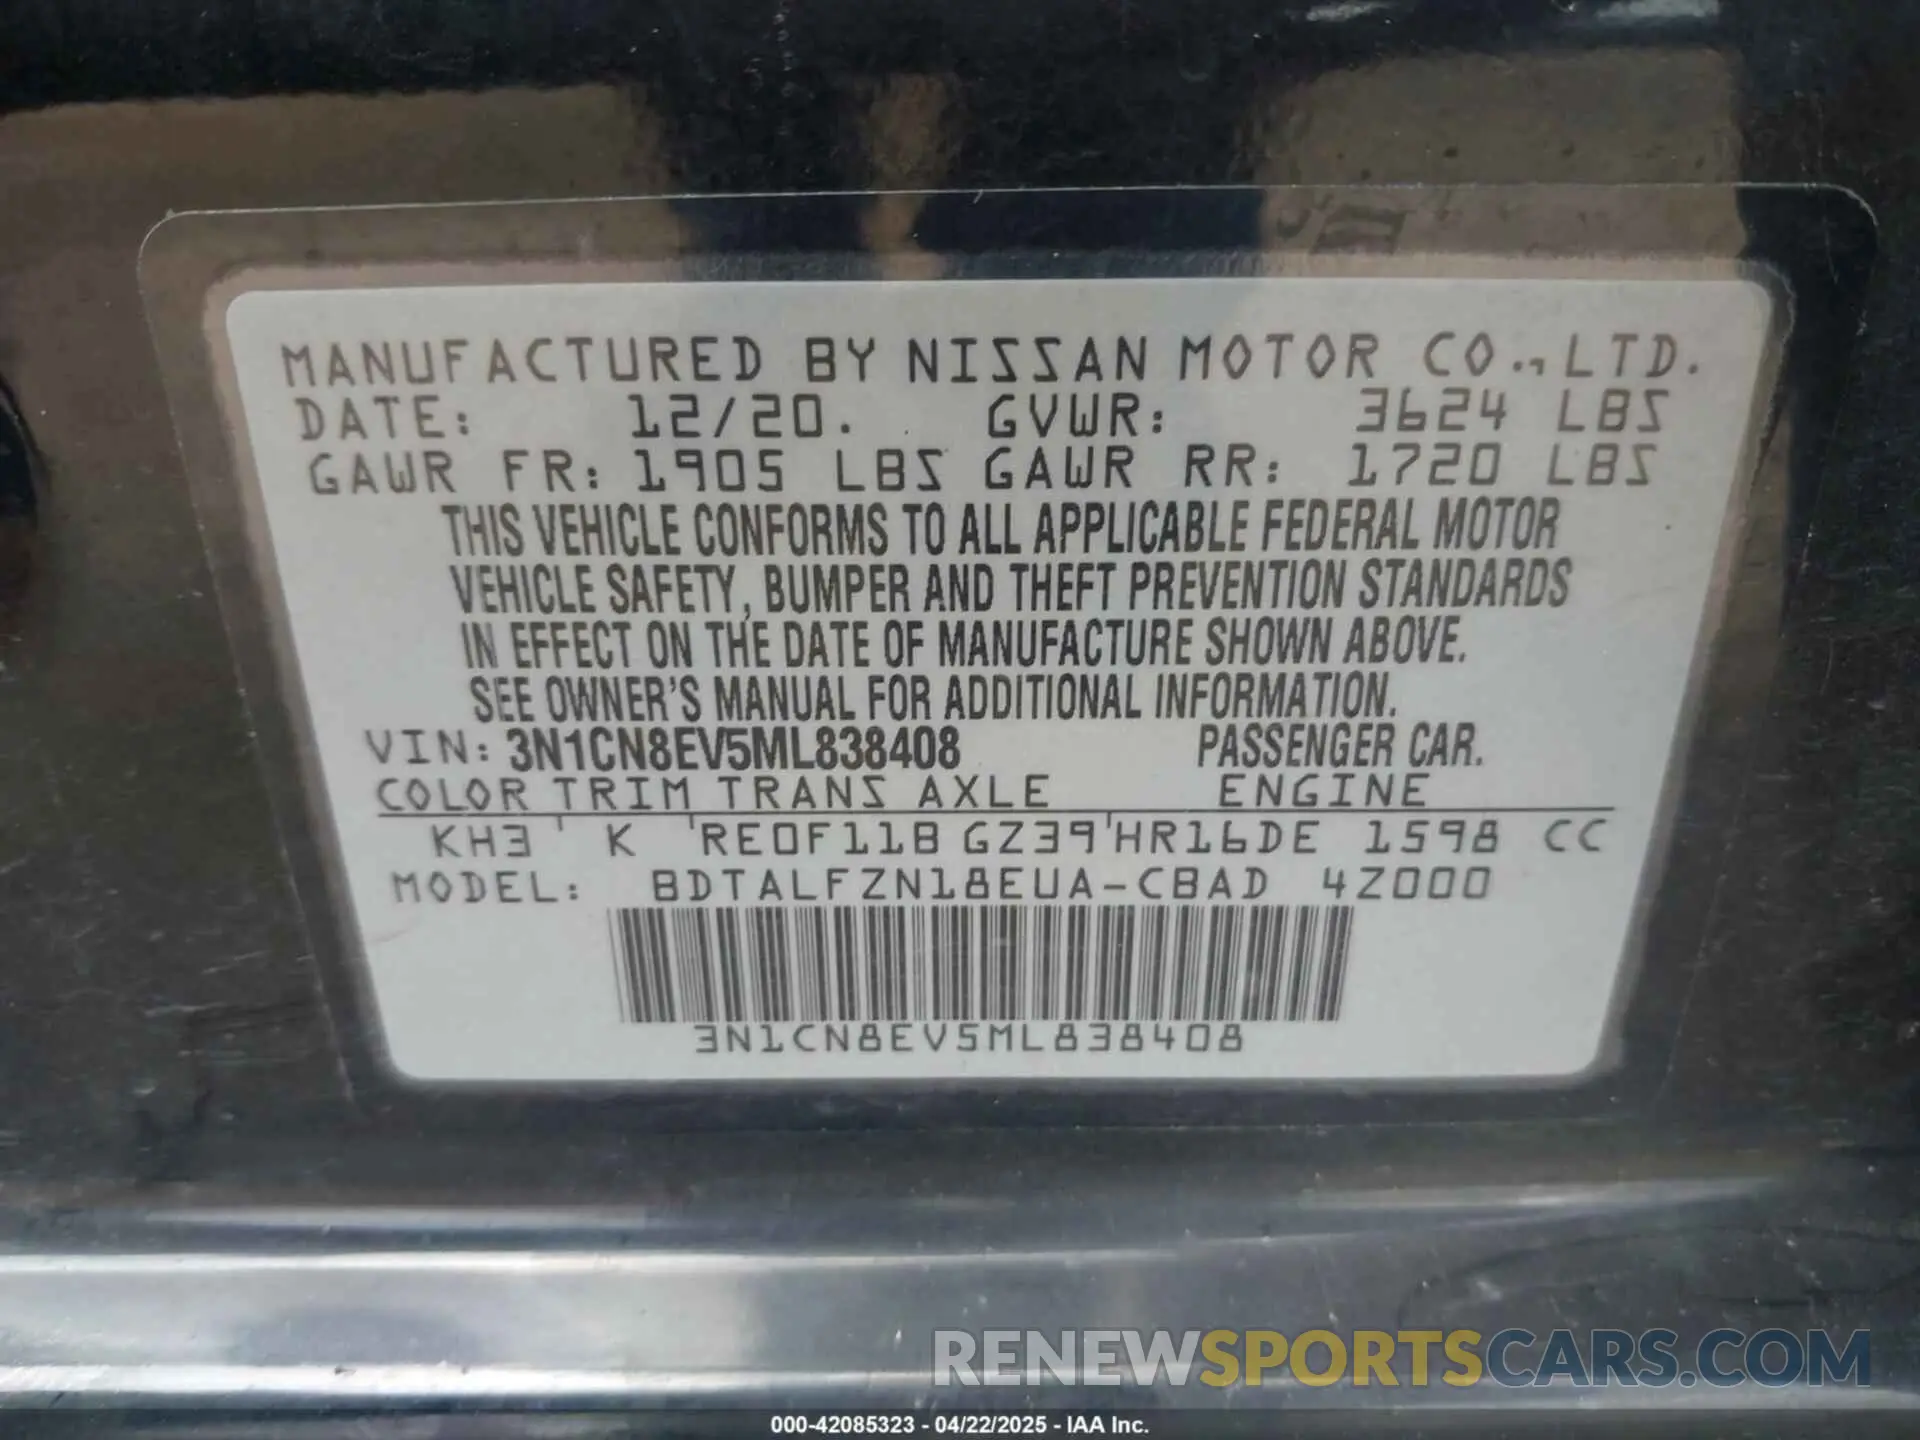 MANUFACTURED BY NISSAN MOTOR CO., LTD.
DATE: 12/20. GVWR: 3624 LBS
GAWR FR: 1905 LBS GAWR RR: 1720 LBS
THIS VEHICLE CONFORMS TO ALL APPLICABLE FEDERAL MOTOR
VEHICLE SAFETY, BUMPER AND THEFT PREVENTION STANDARDS
IN EFFECT ON THE DATE OF MANUFACTURE SHOWN ABOVE.
SEE OWNER'S MANUAL FOR ADDITIONAL INFORMATION.
VIN: 3N1CN8EV5ML838408 PASSENGER CAR.
COLOR TRIM TRANS AXLE ENGINE
KH3 K RE0F11B GZ39 HR16DE 1598 CC
MODEL: BDTALFZN18EUA-CBAD 4Z000
3N1CN8EV5ML838408
RENEWSPORTSCARS.COM
000-42085323 - 04/22/2025 - IAA Inc.